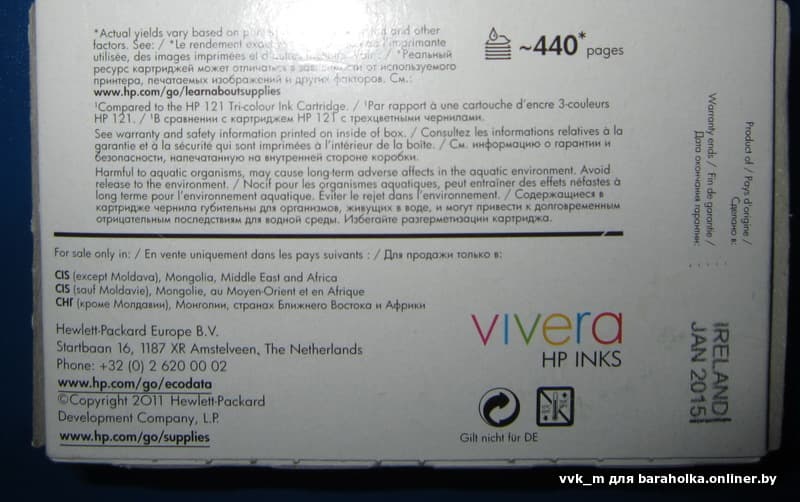 *Actual yields vary based on and other
factors. See: / *Le rendement l'imprimante
utilisée, des images imprimées et / *Реальный
ресурс картриджей может отличаться в зависимости от используемого
принтера, печатаемых изображений и других факторов. См.:
www.hp.com/go/learnaboutsupplies
~440* pages
¹Compared to the HP 121 Tri-colour Ink Cartridge. / ¹Par rapport à une cartouche d'encre 3-couleurs
HP 121. / ¹В сравнении с картриджем HP 121 с трехцветными чернилами.
See warranty and safety information printed on inside of box. / Consultez les informations relatives à la
garantie et à la sécurité qui sont imprimées à l'intérieur de la boîte. / См. информацию о гарантии и
безопасности, напечатанную на внутренней стороне коробки.
Harmful to aquatic organisms, may cause long-term adverse affects in the aquatic environment. Avoid
release to the environment. / Nocif pour les organismes aquatiques, peut entraîner des effets néfastes à
long terme pour l'environnement aquatique. Éviter le rejet dans l'environnement. / Содержащиеся в
картридже чернила губительны для организмов, живущих в воде, и могут привести к долговременным
отрицательным последствиям для водной среды. Избегайте разгерметизации картриджа.
For sale only in: / En vente uniquement dans les pays suivants : / Для продажи только в:
CIS (except Moldava), Mongolia, Middle East and Africa
CIS (sauf Moldavie), Mongolie, au Moyen-Orient et en Afrique
СНГ (кроме Молдавии), Монголии, странах Ближнего Востока и Африки
Hewlett-Packard Europe B.V.
Startbaan 16, 1187 XR Amstelveen, The Netherlands
Phone: +32 (0) 2 620 00 02
www.hp.com/go/ecodata
©Copyright 2011 Hewlett-Packard
Development Company, L.P.
www.hp.com/go/supplies
vivera
HP INKS
Gilt nicht für DE
Product of / Pays d'origine /
Сделано в:
Warranty ends / Fin de garantie /
Дата окончания гарантии:
IRELAND
JAN 2015
vvk_m для baraholka.onliner.by